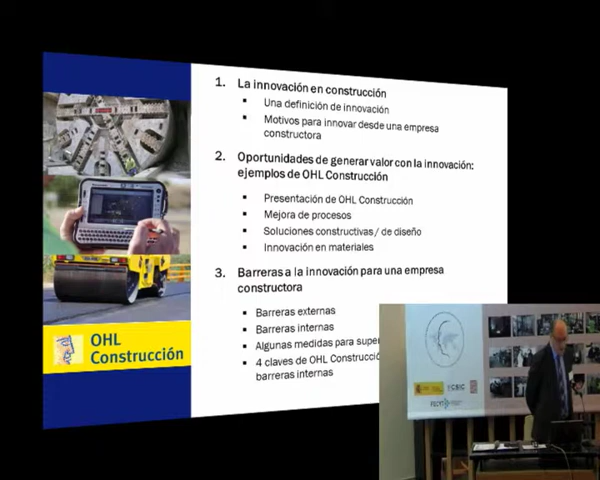 1. La innovación en construcción
▪ Una definición de innovación
▪ Motivos para innovar desde una empresa
constructora
2. Oportunidades de generar valor con la innovación:
ejemplos de OHL Construcción
▪ Presentación de OHL Construcción
▪ Mejora de procesos
▪ Soluciones constructivas / de diseño
▪ Innovación en materiales
3. Barreras a la innovación para una empresa
constructora
▪ Barreras externas
▪ Barreras internas
▪ Algunas medidas para super
▪ 4 claves de OHL Construcció
barreras internas
OHL
Construcción
CSIC
FECYT